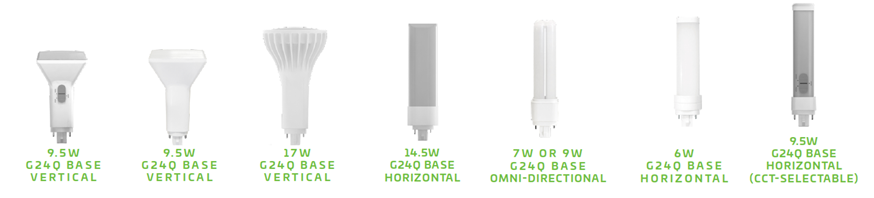 9.5W
G24Q BASE
VERTICAL
9.5W
G24Q BASE
VERTICAL
17W
G24Q BASE
VERTICAL
14.5W
G24Q BASE
HORIZONTAL
7W OR 9W
G24Q BASE
OMNI-DIRECTIONAL
6W
G24Q BASE
HORIZONTAL
9.5W
G24Q BASE
HORIZONTAL
(CCT-SELECTABLE)